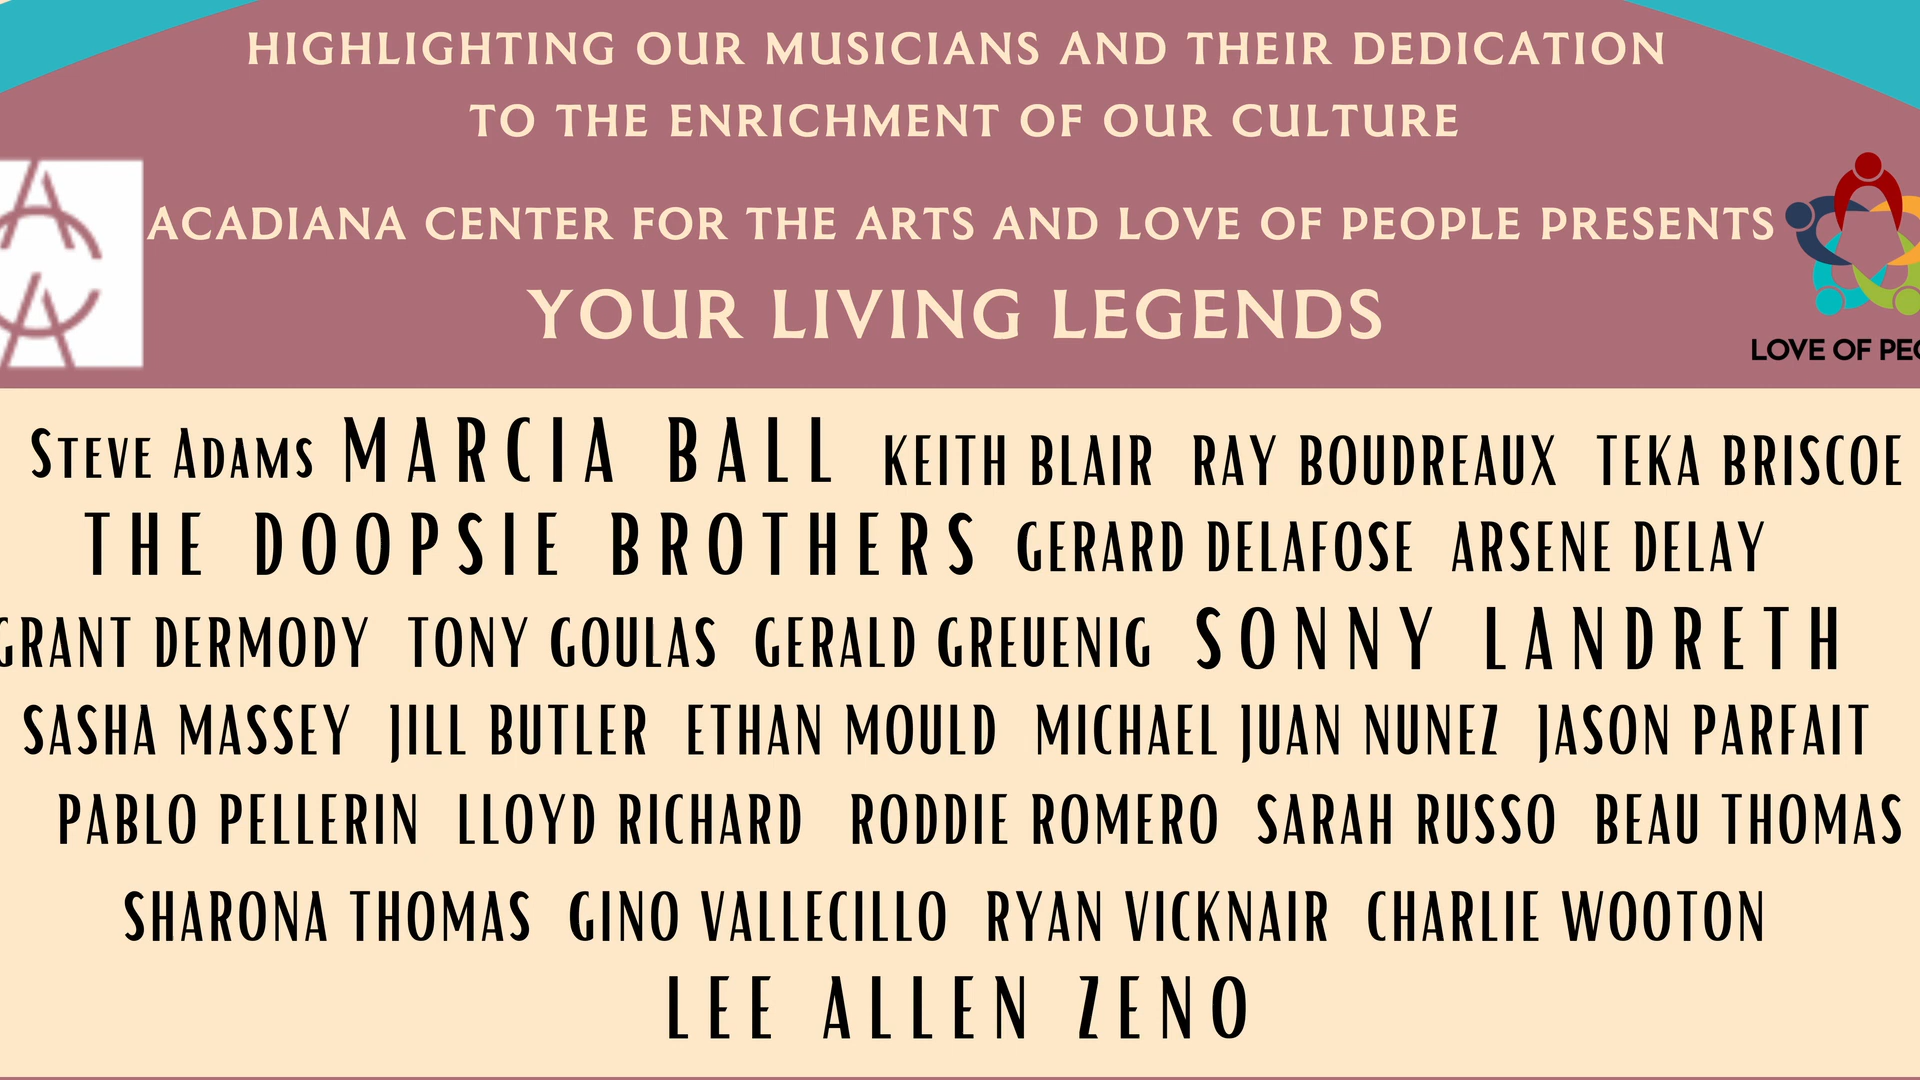 HIGHLIGHTING OUR MUSICIANS AND THEIR DEDICATION
TO THE ENRICHMENT OF OUR CULTURE
ACADIANA CENTER FOR THE ARTS AND LOVE OF PEOPLE PRESENTS
YOUR LIVING LEGENDS
LOVE OF
Steve Adams MARCIA BALL KEITH BLAIR RAY BOUDREAUX TEKA BRISCOE
THE DOOPSIE BROTHERS GERARD DELAFOSE ARSENE DELAY
GRANT DERMODY TONY GOULAS GERALD GREUENIG SONNY LANDRETH
SASHA MASSEY JILL BUTLER ETHAN MOULD MICHAEL JUAN NUNEZ JASON PARFAIT
PABLO PELLERIN LLOYD RICHARD RODDIE ROMERO SARAH RUSSO BEAU THOMAS
SHARONA THOMAS GINO VALLECILLO RYAN VICKNAIR CHARLIE WOOTON
LEE ALLEN ZENO